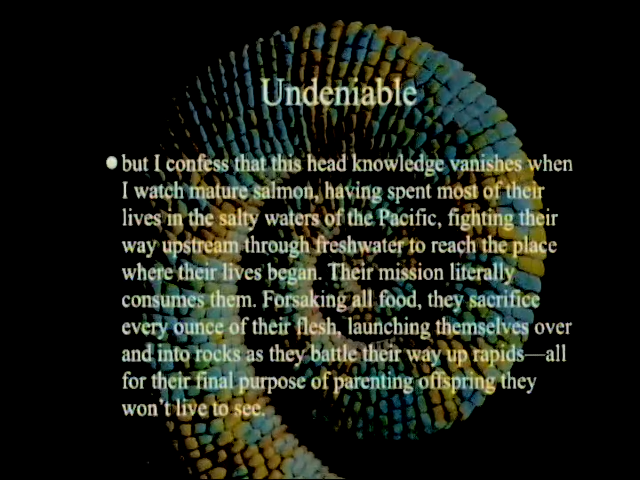 Undeniable
• but I confess that this head knowledge vanishes when
I watch mature salmon, having spent most of their
lives in the salty waters of the Pacific, fighting their
way upstream through freshwater to reach the place
where their lives began. Their mission literally
consumes them. Forsaking all food, they sacrifice
every ounce of their flesh, launching themselves over
and into rocks as they battle their way up rapids—all
for their final purpose of parenting offspring they
won't live to see.